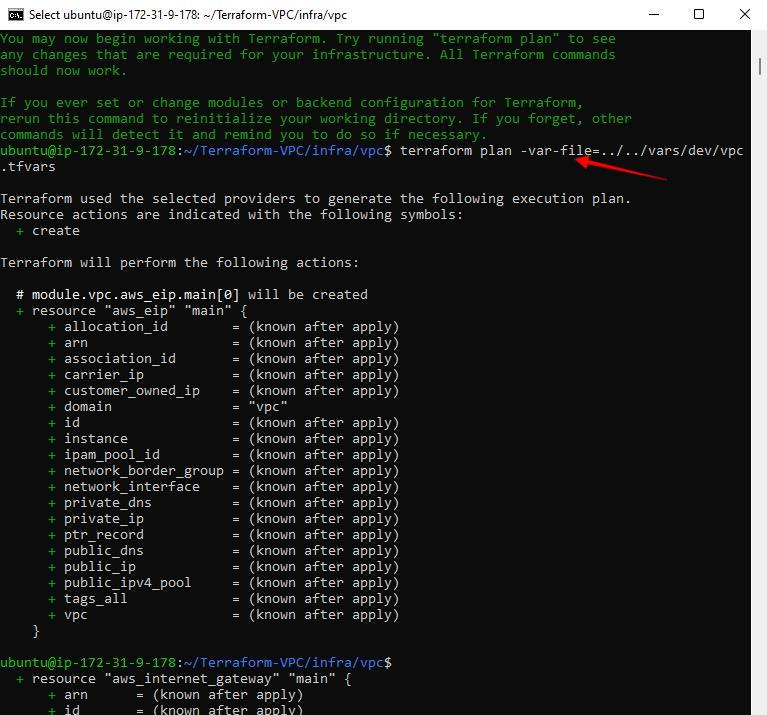 Select ubuntu@ip-172-31-9-178: ~/Terraform-VPC/infra/vpc
You may now begin working with Terraform. Try running "terraform plan" to see
any changes that are required for your infrastructure. All Terraform commands
should now work.
If you ever set or change modules or backend configuration for Terraform,
rerun this command to reinitialize your working directory. If you forget, other
commands will detect it and remind you to do so if necessary.
ubuntu@ip-172-31-9-178:~/Terraform-VPC/infra/vpc$ terraform plan -var-file=../../vars/dev/vpc
.tfvars
Terraform used the selected providers to generate the following execution plan.
Resource actions are indicated with the following symbols:
+ create
Terraform will perform the following actions:
# module.vpc.aws_eip.main[0] will be created
+ resource "aws_eip" "main" {
+ allocation_id = (known after apply)
+ arn = (known after apply)
+ association_id = (known after apply)
+ carrier_ip = (known after apply)
+ customer_owned_ip = (known after apply)
+ domain = "vpc"
+ id = (known after apply)
+ instance = (known after apply)
+ ipam_pool_id = (known after apply)
+ network_border_group = (known after apply)
+ network_interface = (known after apply)
+ private_dns = (known after apply)
+ private_ip = (known after apply)
+ ptr_record = (known after apply)
+ public_dns = (known after apply)
+ public_ip = (known after apply)
+ public_ipv4_pool = (known after apply)
+ tags_all = (known after apply)
+ vpc = (known after apply)
}
ubuntu@ip-172-31-9-178:~/Terraform-VPC/infra/vpc$
+ resource "aws_internet_gateway" "main" {
+ arn = (known after apply)
+ id = (known after apply)